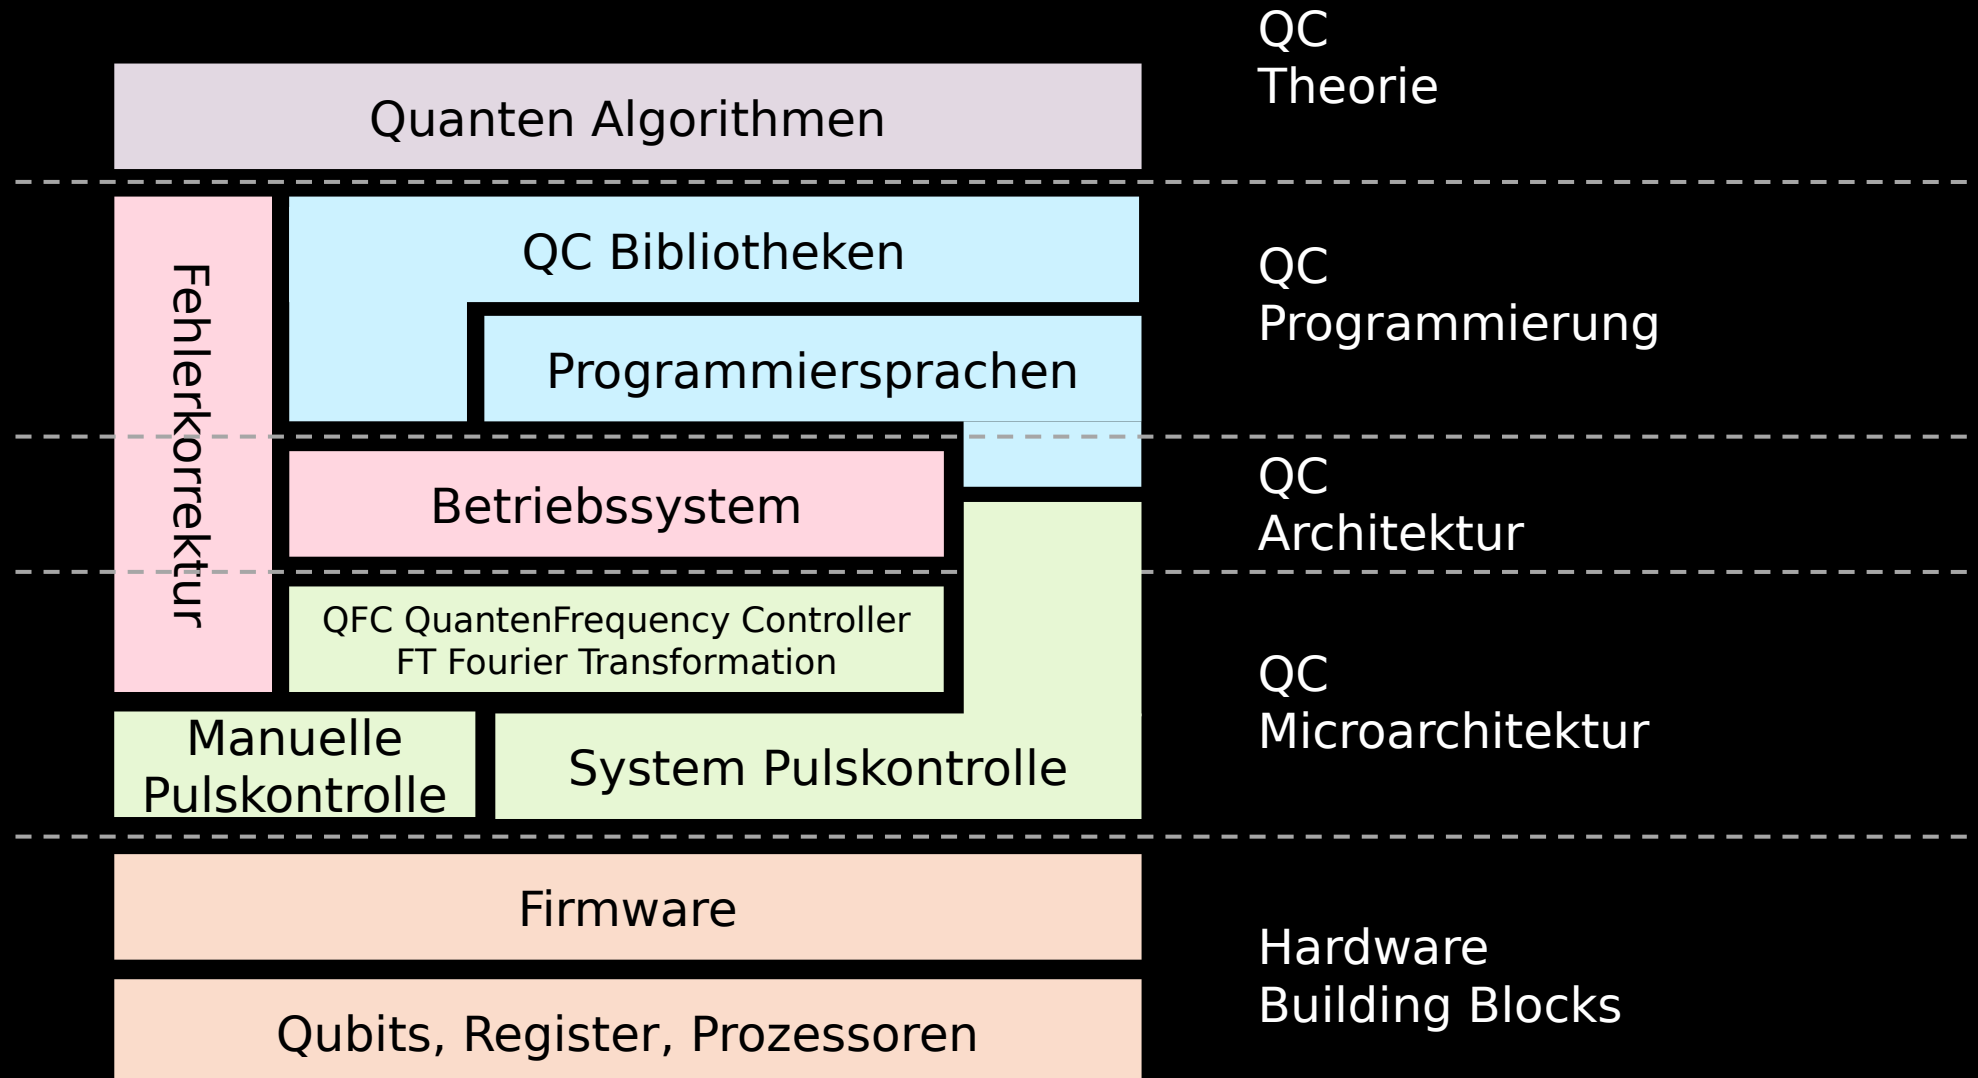 QC
Theorie
Quanten Algorithmen
Fehlerkorrektur
QC Bibliotheken
Programmiersprachen
QC
Programmierung
Betriebssystem
QC
Architektur
QFC QuantenFrequency Controller
FT Fourier Transformation
Manuelle
Pulskontrolle
System Pulskontrolle
QC
Microarchitektur
Firmware
Qubits, Register, Prozessoren
Hardware
Building Blocks